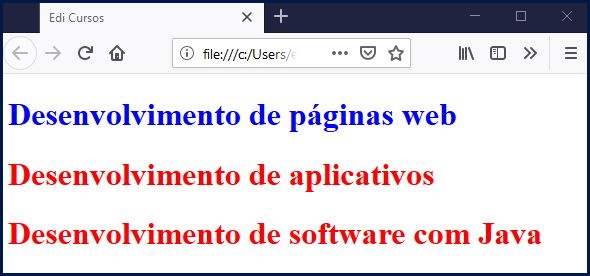 Edi Cursos
file:///c:/Users/e
Desenvolvimento de páginas web
Desenvolvimento de aplicativos
Desenvolvimento de software com Java